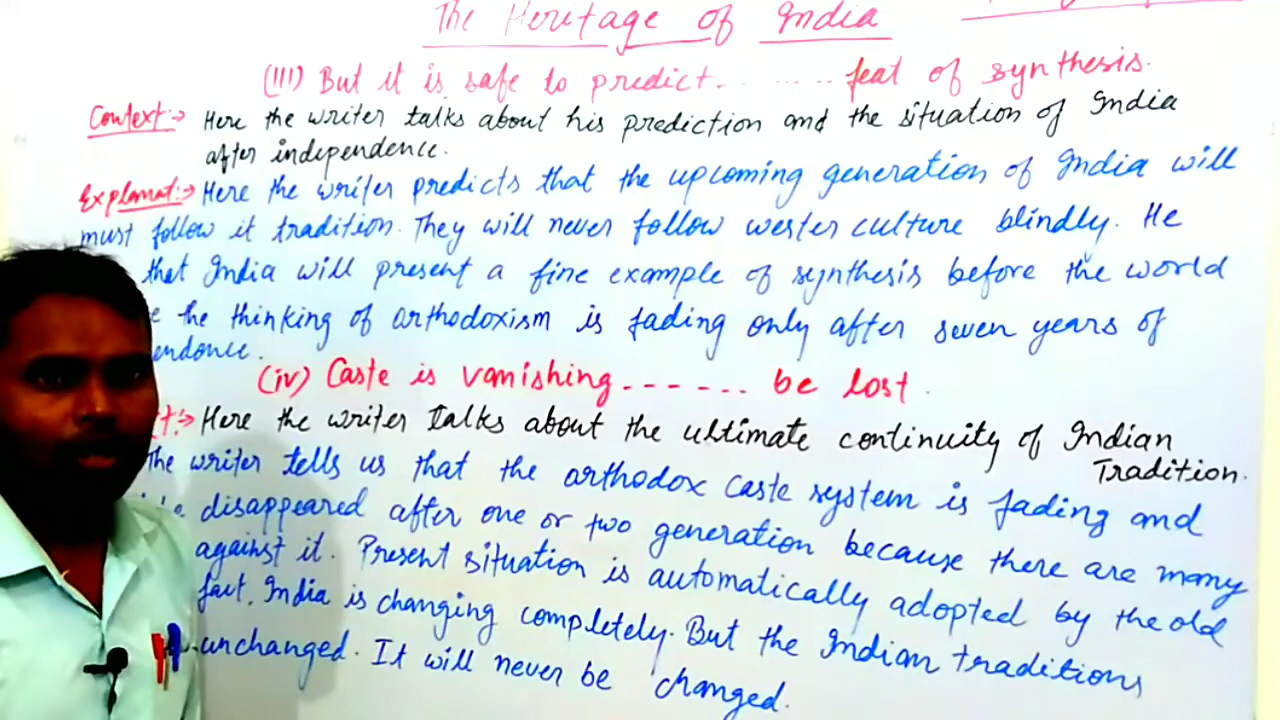 The Heritage of India
(III) But it is safe to predict.. ...... feat of synthesis.
Context:→ Here the writer talks about his prediction and the situation of India
after independence.
Explanat:→ Here the writer predicts that the upcoming generation of India will
must follow it tradition. They will never follow wester culture blindly. He
that India will present a fine example of synthesis before the world
the thinking of orthodoxism is fading only after seven years of
endence.
(iv) Caste is vanishing ------ be lost.
t:→ Here the writer talks about the ultimate continuity of Indian
Tradition.
The writer tells us that the orthodox caste system is fading and
disappeared after one or two generation because there are many
against it. Present situation is automatically adopted by the old
fact, India is changing completely. But the Indian traditions
unchanged. It will never be changed.